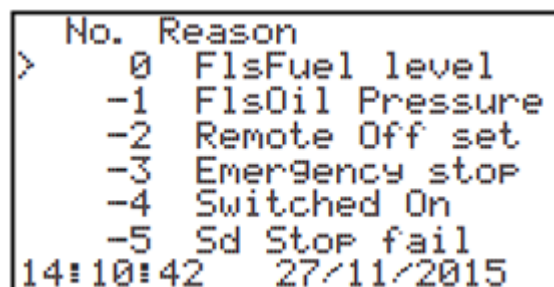 No. Reason
> 0 FlsFuel level
-1 FlsOil Pressure
-2 Remote Off set
-3 Emergency stop
-4 Switched On
-5 Sd Stop fail
14:10:42 27/11/2015